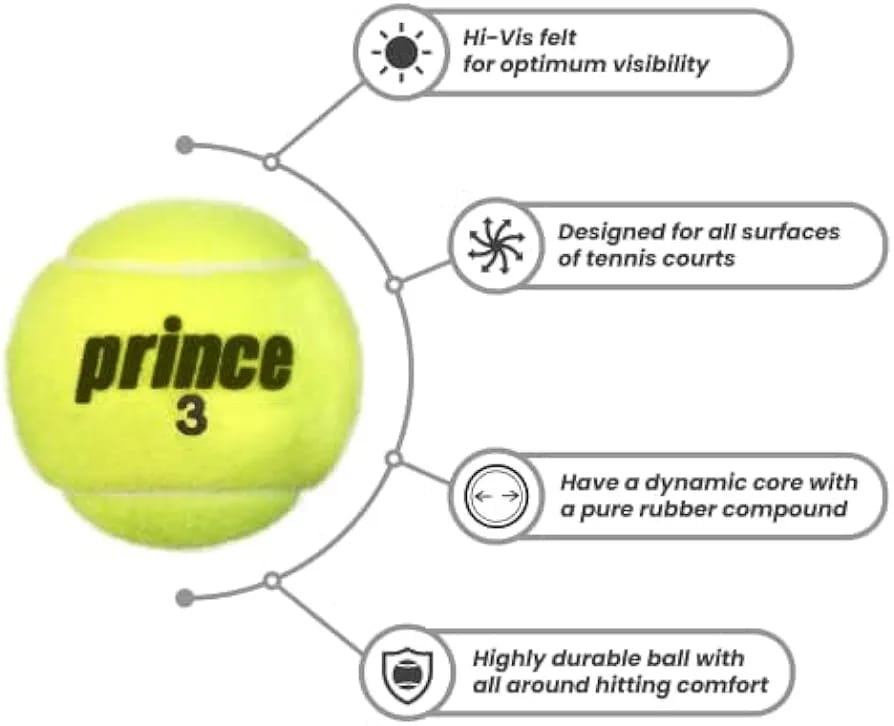 Hi-Vis felt
for optimum visibility
Designed for all surfaces
of tennis courts
prince
3
Have a dynamic core with
a pure rubber compound
Highly durable ball with
all around hitting comfort